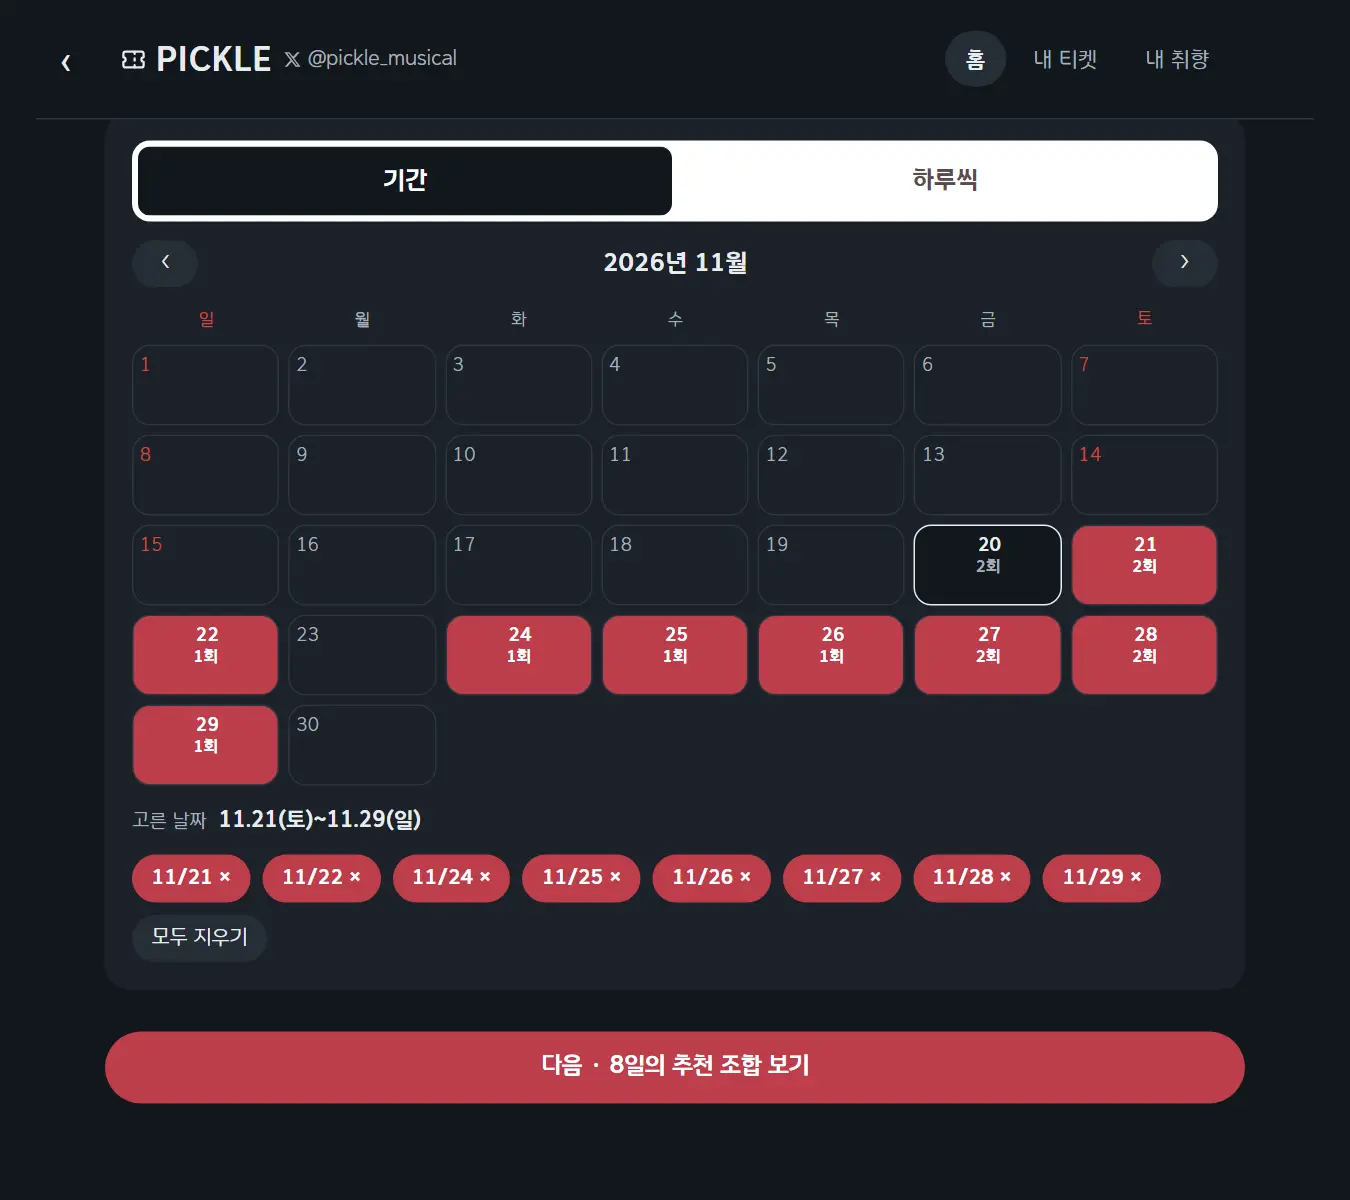 ‹ PICKLE 𝕏 @pickle_musical 홈 내 티켓 내 취향
기간 하루씩
‹ 2026년 11월 ›
일 월 화 수 목 금 토
1 2 3 4 5 6 7
8 9 10 11 12 13 14
15 16 17 18 19 20 21
2회 2회
22 23 24 25 26 27 28
1회 1회 1회 1회 2회 2회
29 30
1회
고른 날짜 11.21(토)~11.29(일)
11/21 × 11/22 × 11/24 × 11/25 × 11/26 × 11/27 × 11/28 × 11/29 ×
모두 지우기
다음 · 8일의 추천 조합 보기